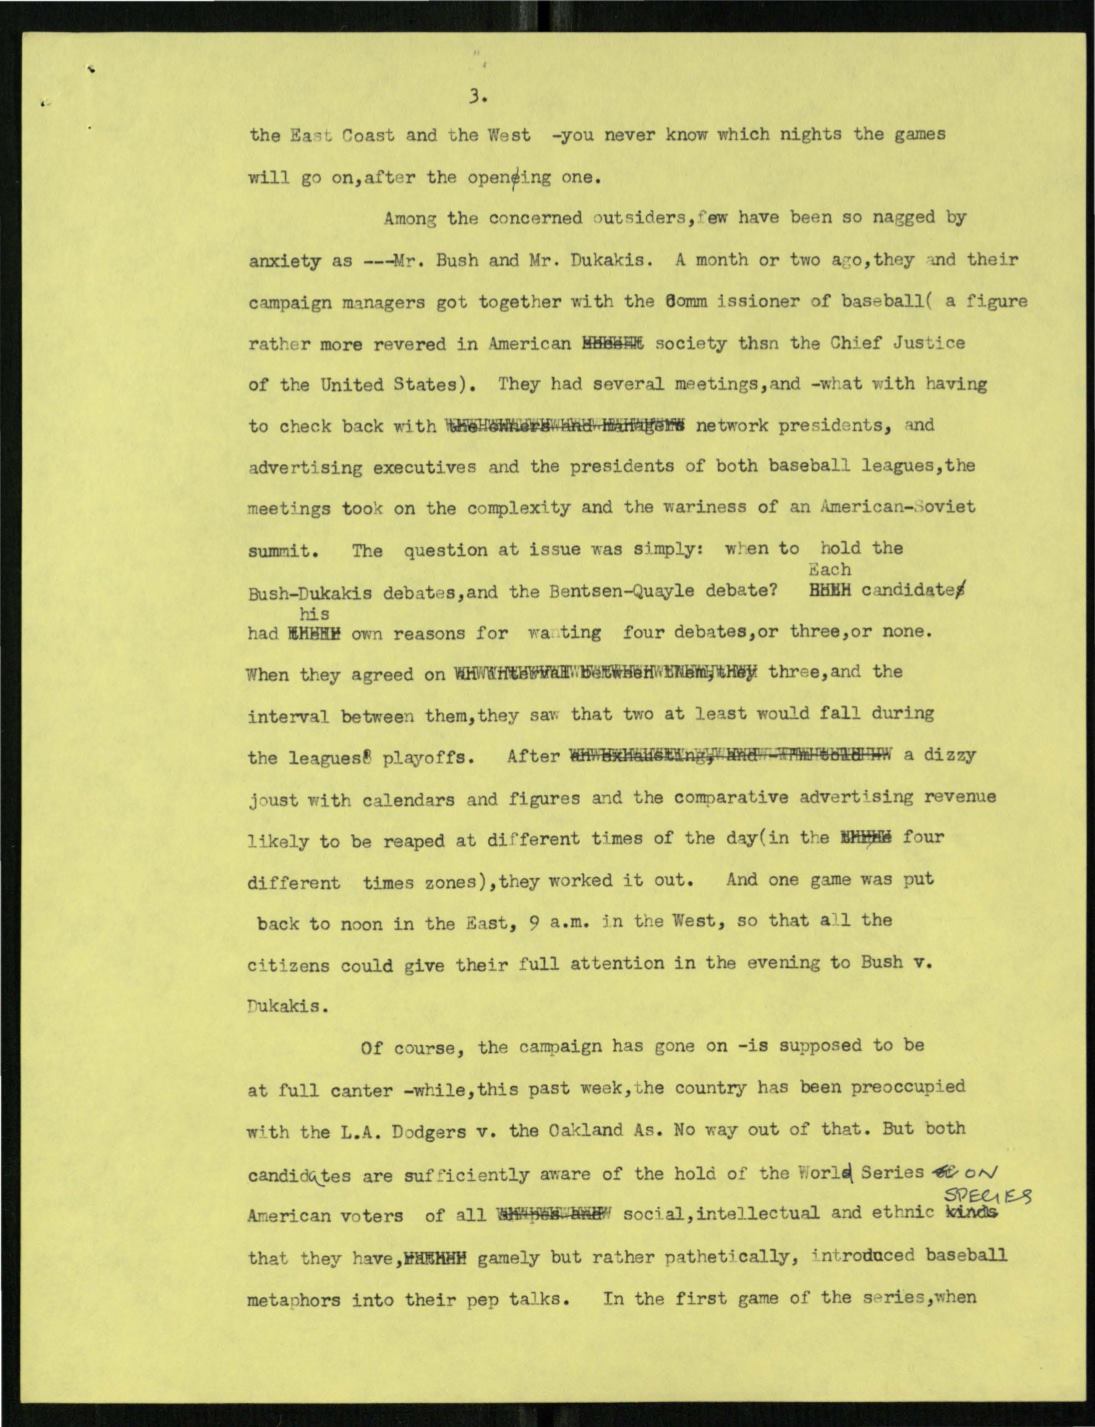 3.
the East Coast and the West -you never know which nights the games
will go on,after the opening one.
Among the concerned outsiders,few have been so nagged by
anxiety as ---Mr. Bush and Mr. Dukakis. A month or two ago,they and their
campaign managers got together with the Comm issioner of baseball( a figure
rather more revered in American society thsn the Chief Justice
of the United States). They had several meetings,and -what with having
to check back with the owners and managers network presidents, and
advertising executives and the presidents of both baseball leagues,the
meetings took on the complexity and the wariness of an American-Soviet
summit. The question at issue was simply: when to hold the
Each
Bush-Dukakis debates,and the Bentsen-Quayle debate? candidate
his
had own reasons for wanting four debates,or three,or none.
When they agreed on an interval between them,they three,and the
interval between them,they saw that two at least would fall during
the leagues' playoffs. After a dizzy
joust with calendars and figures and the comparative advertising revenue
likely to be reaped at different times of the day(in the four
different times zones),they worked it out. And one game was put
back to noon in the East, 9 a.m. in the West, so that all the
citizens could give their full attention in the evening to Bush v.
Dukakis.
Of course, the campaign has gone on -is supposed to be
at full canter -while,this past week,the country has been preoccupied
with the L.A. Dodgers v. the Oakland As. No way out of that. But both
candidates are sufficiently aware of the hold of the World Series ON
SPECIES
American voters of all social,intellectual and ethnic kinds
that they have, gamely but rather pathetically, introduced baseball
metaphors into their pep talks. In the first game of the series,when